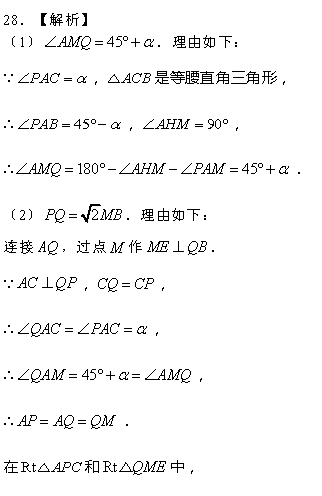 28．【解析】
（1）∠AMQ=45°+α．理由如下：
∵∠PAC=α，△ACB是等腰直角三角形，
∴∠PAB=45°−α，∠AHM=90°，
∴∠AMQ=180°−∠AHM−∠PAM=45°+α．
（2）PQ=√2MB．理由如下：
连接AQ，过点M作ME⊥QB．
∵AC⊥QP，CQ=CP，
∴∠QAC=∠PAC=α，
∴∠QAM=45°+α=∠AMQ，
∴AP=AQ=QM．
在Rt△APC和Rt△QME中，